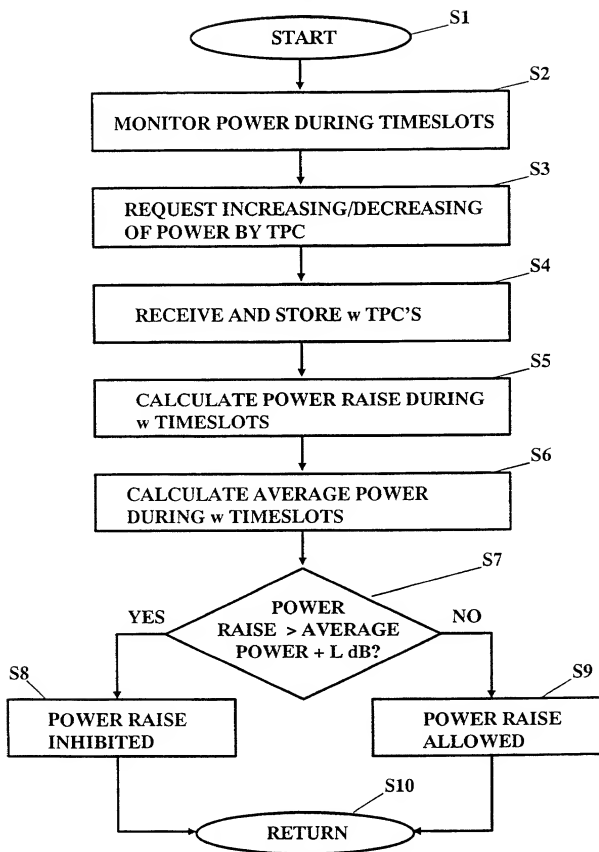 START
S1
S2
MONITOR POWER DURING TIMESLOTS
S3
REQUEST INCREASING/DECREASING
OF POWER BY TPC
S4
RECEIVE AND STORE w TPC'S
S5
CALCULATE POWER RAISE DURING
w TIMESLOTS
S6
CALCULATE AVERAGE POWER
DURING w TIMESLOTS
S7
POWER
RAISE > AVERAGE
POWER + L dB?
YES
NO
S8
POWER RAISE
INHIBITED
S9
POWER RAISE
ALLOWED
S10
RETURN